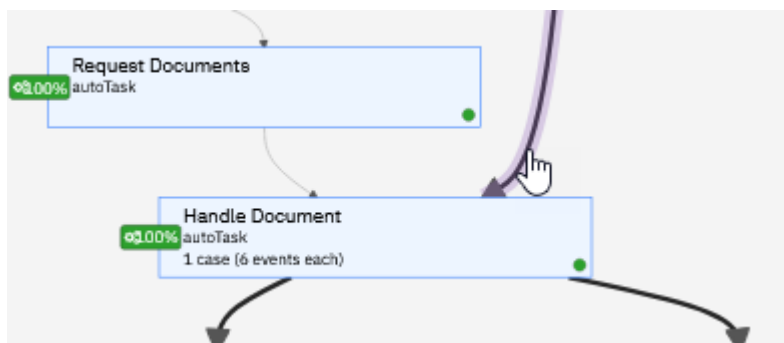 Request Documents
100% autoTask
Handle Document
100% autoTask
1 case (6 events each)